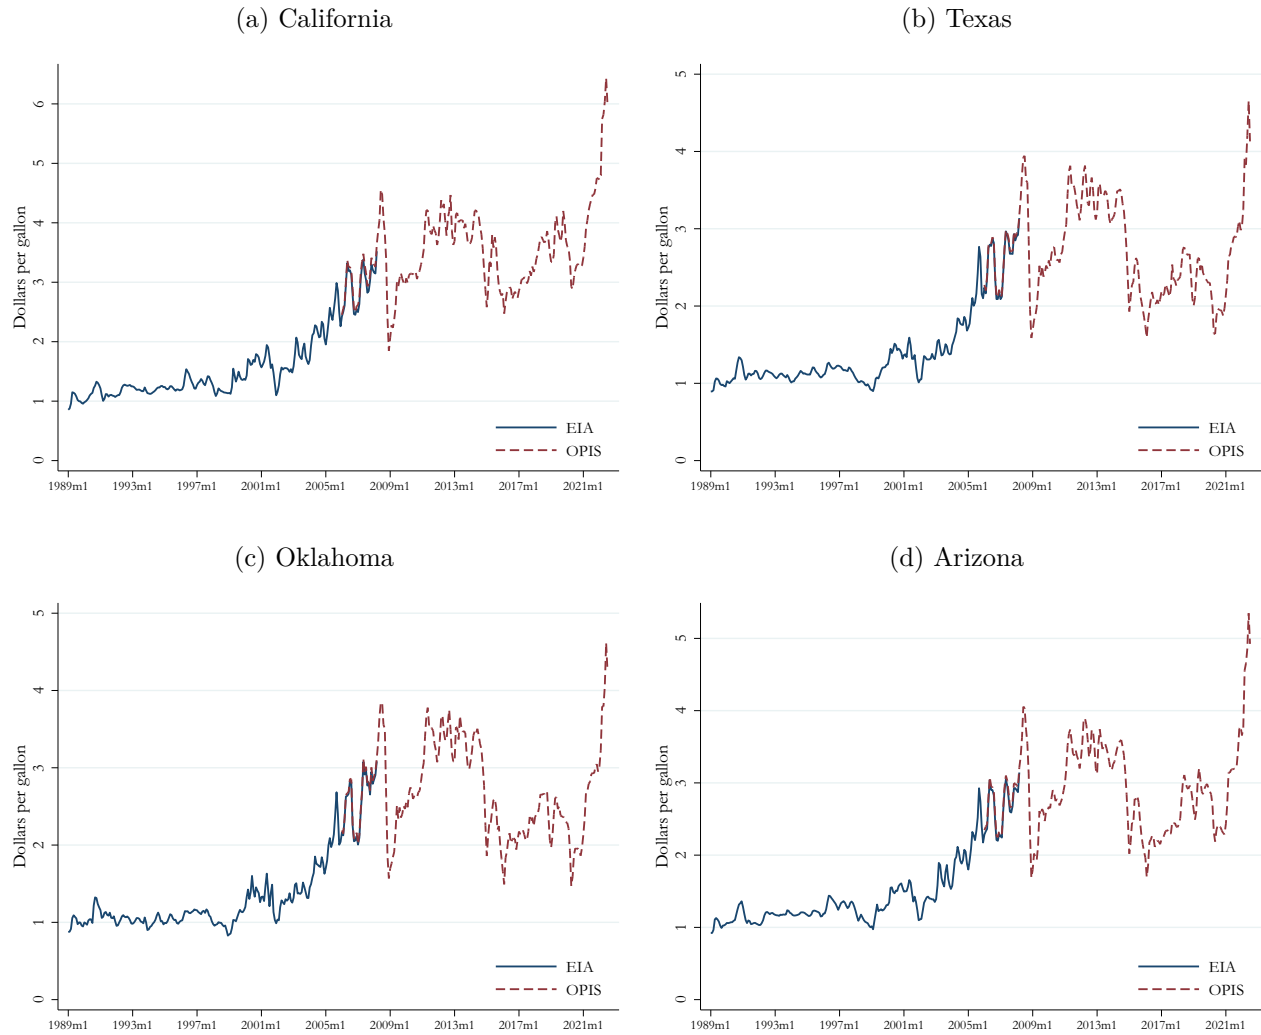 (a) California
Dollars per gallon
6
5
4
3
2
1
0
1989m1 1993m1 1997m1 2001m1 2005m1 2009m1 2013m1 2017m1 2021m1
EIA
OPIS
(b) Texas
Dollars per gallon
5
4
3
2
1
0
1989m1 1993m1 1997m1 2001m1 2005m1 2009m1 2013m1 2017m1 2021m1
EIA
OPIS
(c) Oklahoma
Dollars per gallon
5
4
3
2
1
0
1989m1 1993m1 1997m1 2001m1 2005m1 2009m1 2013m1 2017m1 2021m1
EIA
OPIS
(d) Arizona
Dollars per gallon
5
4
3
2
1
0
1989m1 1993m1 1997m1 2001m1 2005m1 2009m1 2013m1 2017m1 2021m1
EIA
OPIS